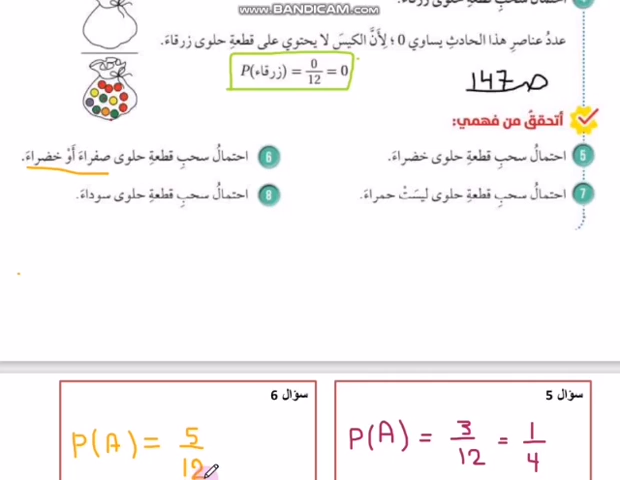 www.BANDICAM.com
عددُ عناصرِ هذا الحادثِ يساوي 0 ؛ لِأَنَّ الكيسَ لا يحتوي على قطعةِ حلوى زرقاءَ.
P(زرقاء) = 0/12 = 0
ص 147
أتحققُ من فهمي:
5 احتمالُ سحبِ قطعةِ حلوى خضراءَ.
6 احتمالُ سحبِ قطعةِ حلوى صفراءَ أَوْ خضراءَ.
7 احتمالُ سحبِ قطعةِ حلوى ليسَتْ حمراءَ.
8 احتمالُ سحبِ قطعةِ حلوى سوداءَ.
سؤال 5
P(A) = 3/12 = 1/4
سؤال 6
P(A) = 5/12